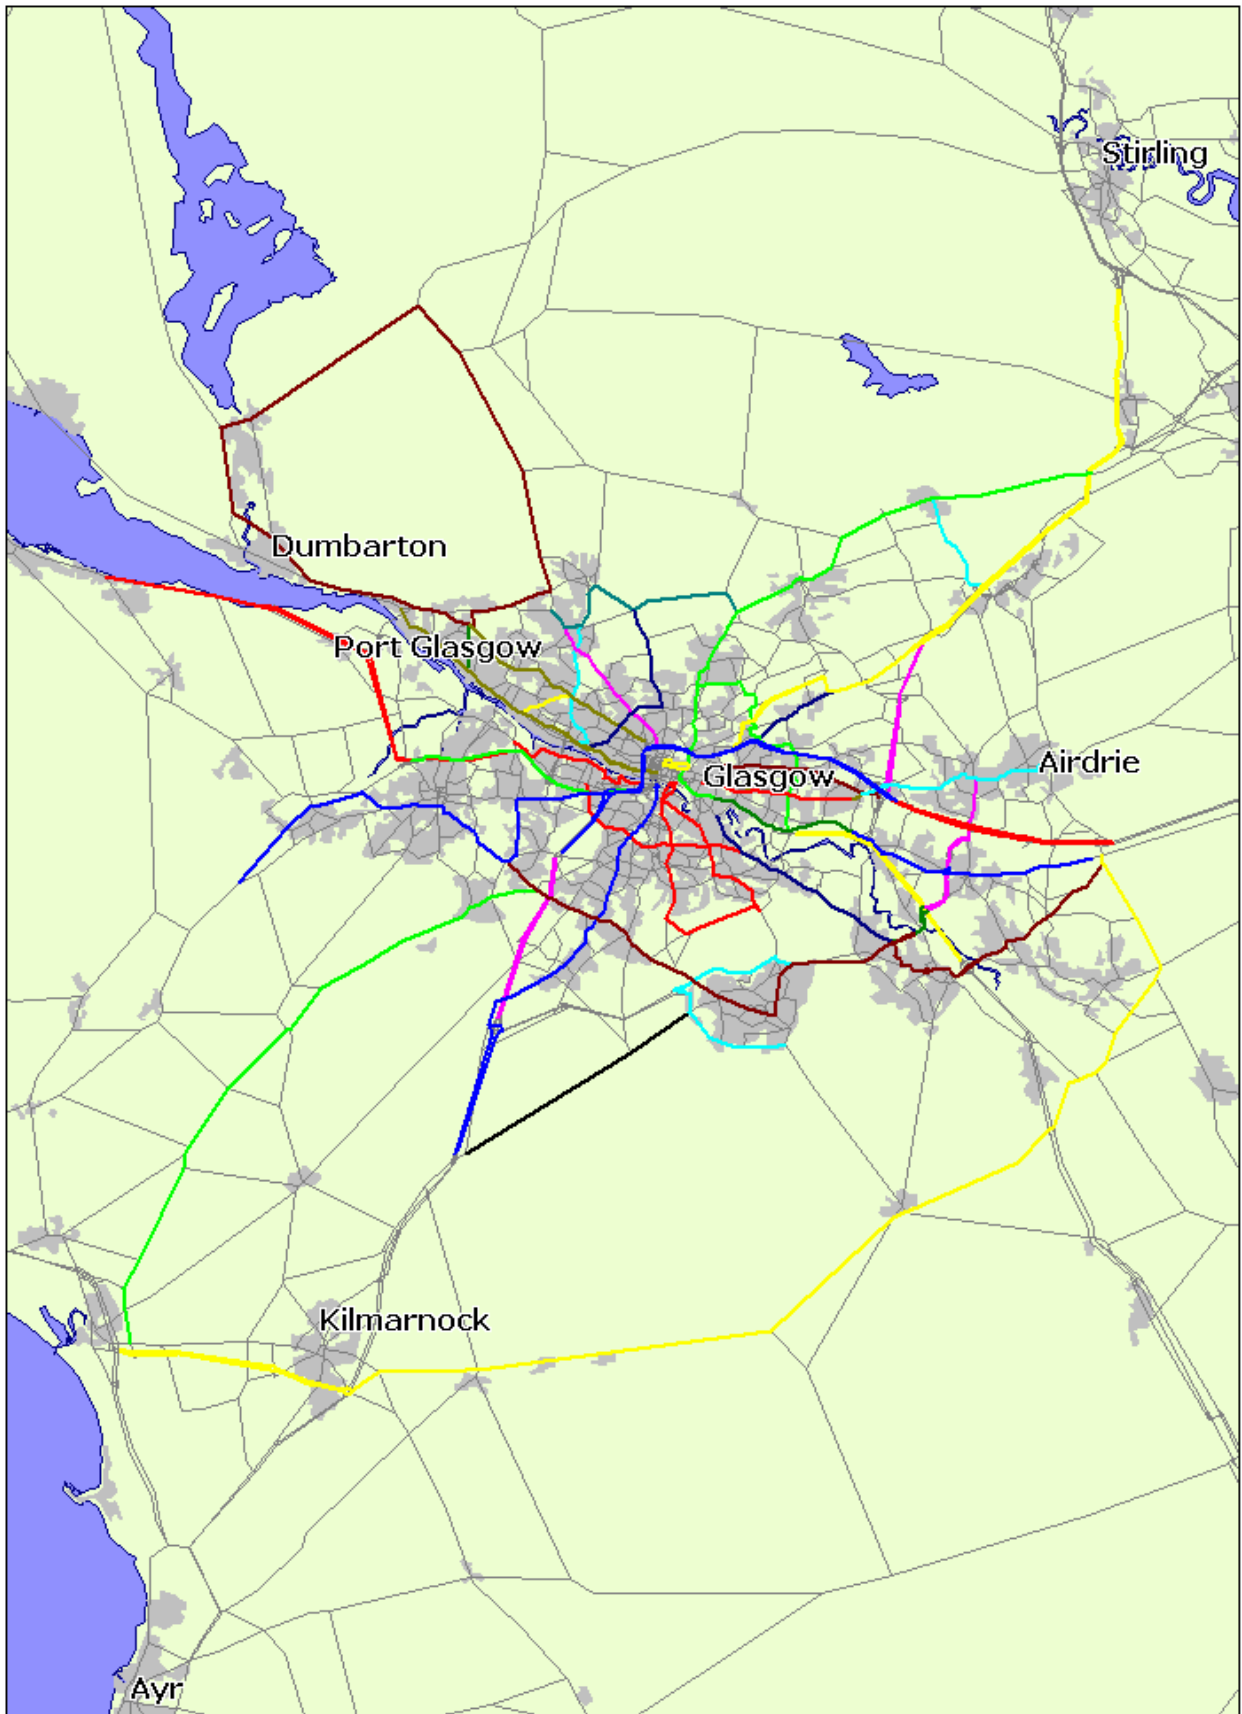 Stirling
Dumbarton
Port Glasgow
Airdrie
Glasgow
Kilmarnock
Ayr